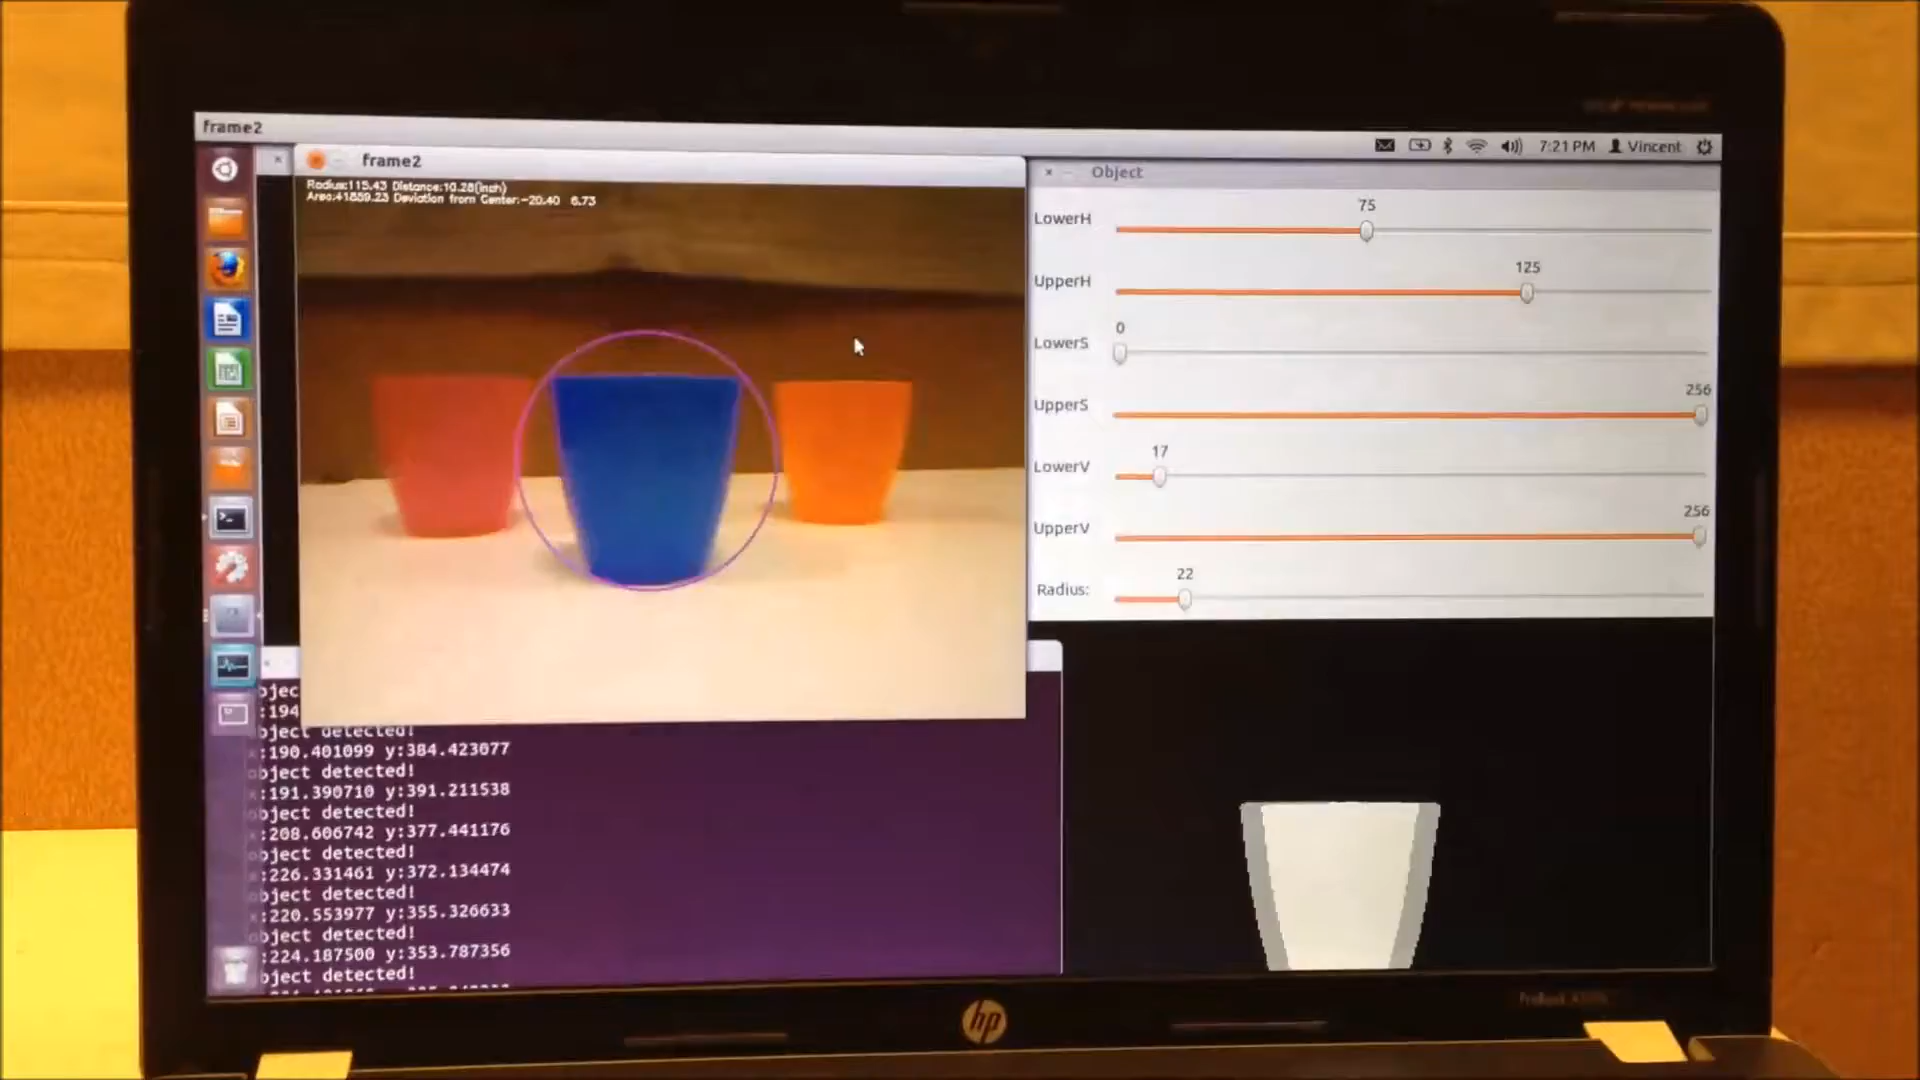 frame2
7:21 PM Vincent
frame2
Radius:115.43 Distance:10.28(inch)
Area:41859.23 Deviation from Center:-20.40 6.73
Object
LowerH 75
UpperH 125
LowerS 0
UpperS 256
LowerV 17
UpperV 256
Radius: 22
bjec
:194
bject detected!
:190.401099 y:384.423077
bject detected!
:191.390710 y:391.211538
bject detected!
:208.606742 y:377.441176
bject detected!
:226.331461 y:372.134474
bject detected!
:220.553977 y:355.326633
bject detected!
:224.187500 y:353.787356
bject detected!
hp